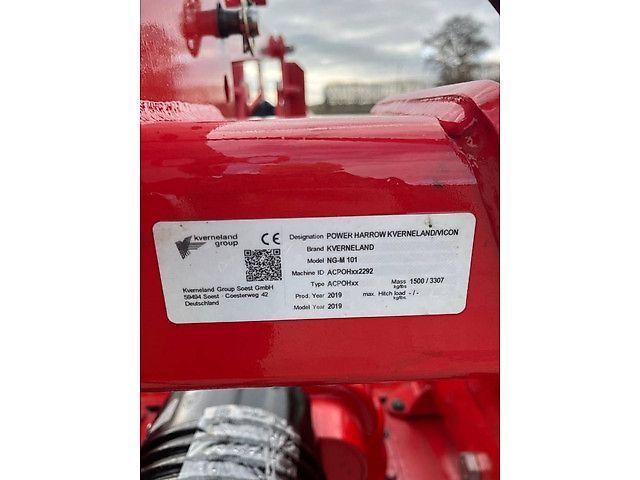 kverneland
group
CE
Kverneland Group Soest GmbH
59494 Soest - Coesterweg 42
Deutschland
Designation POWER HARROW KVERNELAND/VICON
Brand KVERNELAND
Model NG-M 101
Machine ID ACPOHxx2292
Type ACPOHxx Mass kg/lbs 1500 / 3307
Prod. Year 2019 max. Hitch load kg/lbs - / -
Model Year 2019